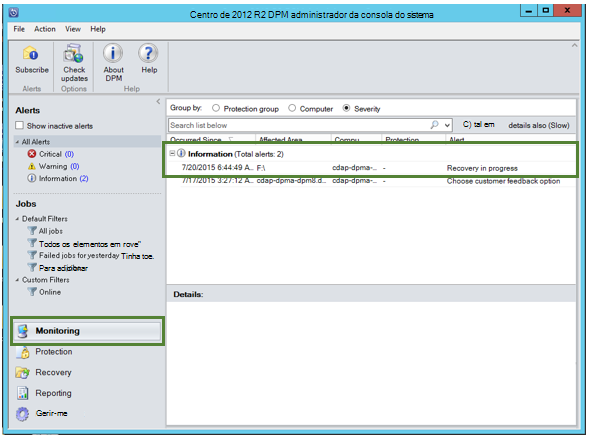 Centro de 2012 R2 DPM administrador da consola do sistema
File Action View Help
Subscribe
Check updates
About DPM
Help
Alerts
Options
Help
Alerts
Show inactive alerts
All Alerts
Critical (0)
Warning (0)
Information (2)
Jobs
Default Filters
All jobs
Todos os elementos em rove"
Failed jobs for yesterday Tinha toe.
Para adicionar
Custom Filters
Online
Monitoring
Protection
Recovery
Reporting
Gerir-me
Group by: Protection group Computer Severity
Search list below C) tal em details also (Slow)
Occurred Since Affected Area Compu... Protection Alert
Information (Total alerts: 2)
7/20/2015 6:44:49 A.. F:\ cdap-dpma-.. - Recovery in progress
7/17/2015 3:27:12 A.. cdap-dpma-dpm8.d.. cdap-dpma-.. - Choose customer feedback option
Details: